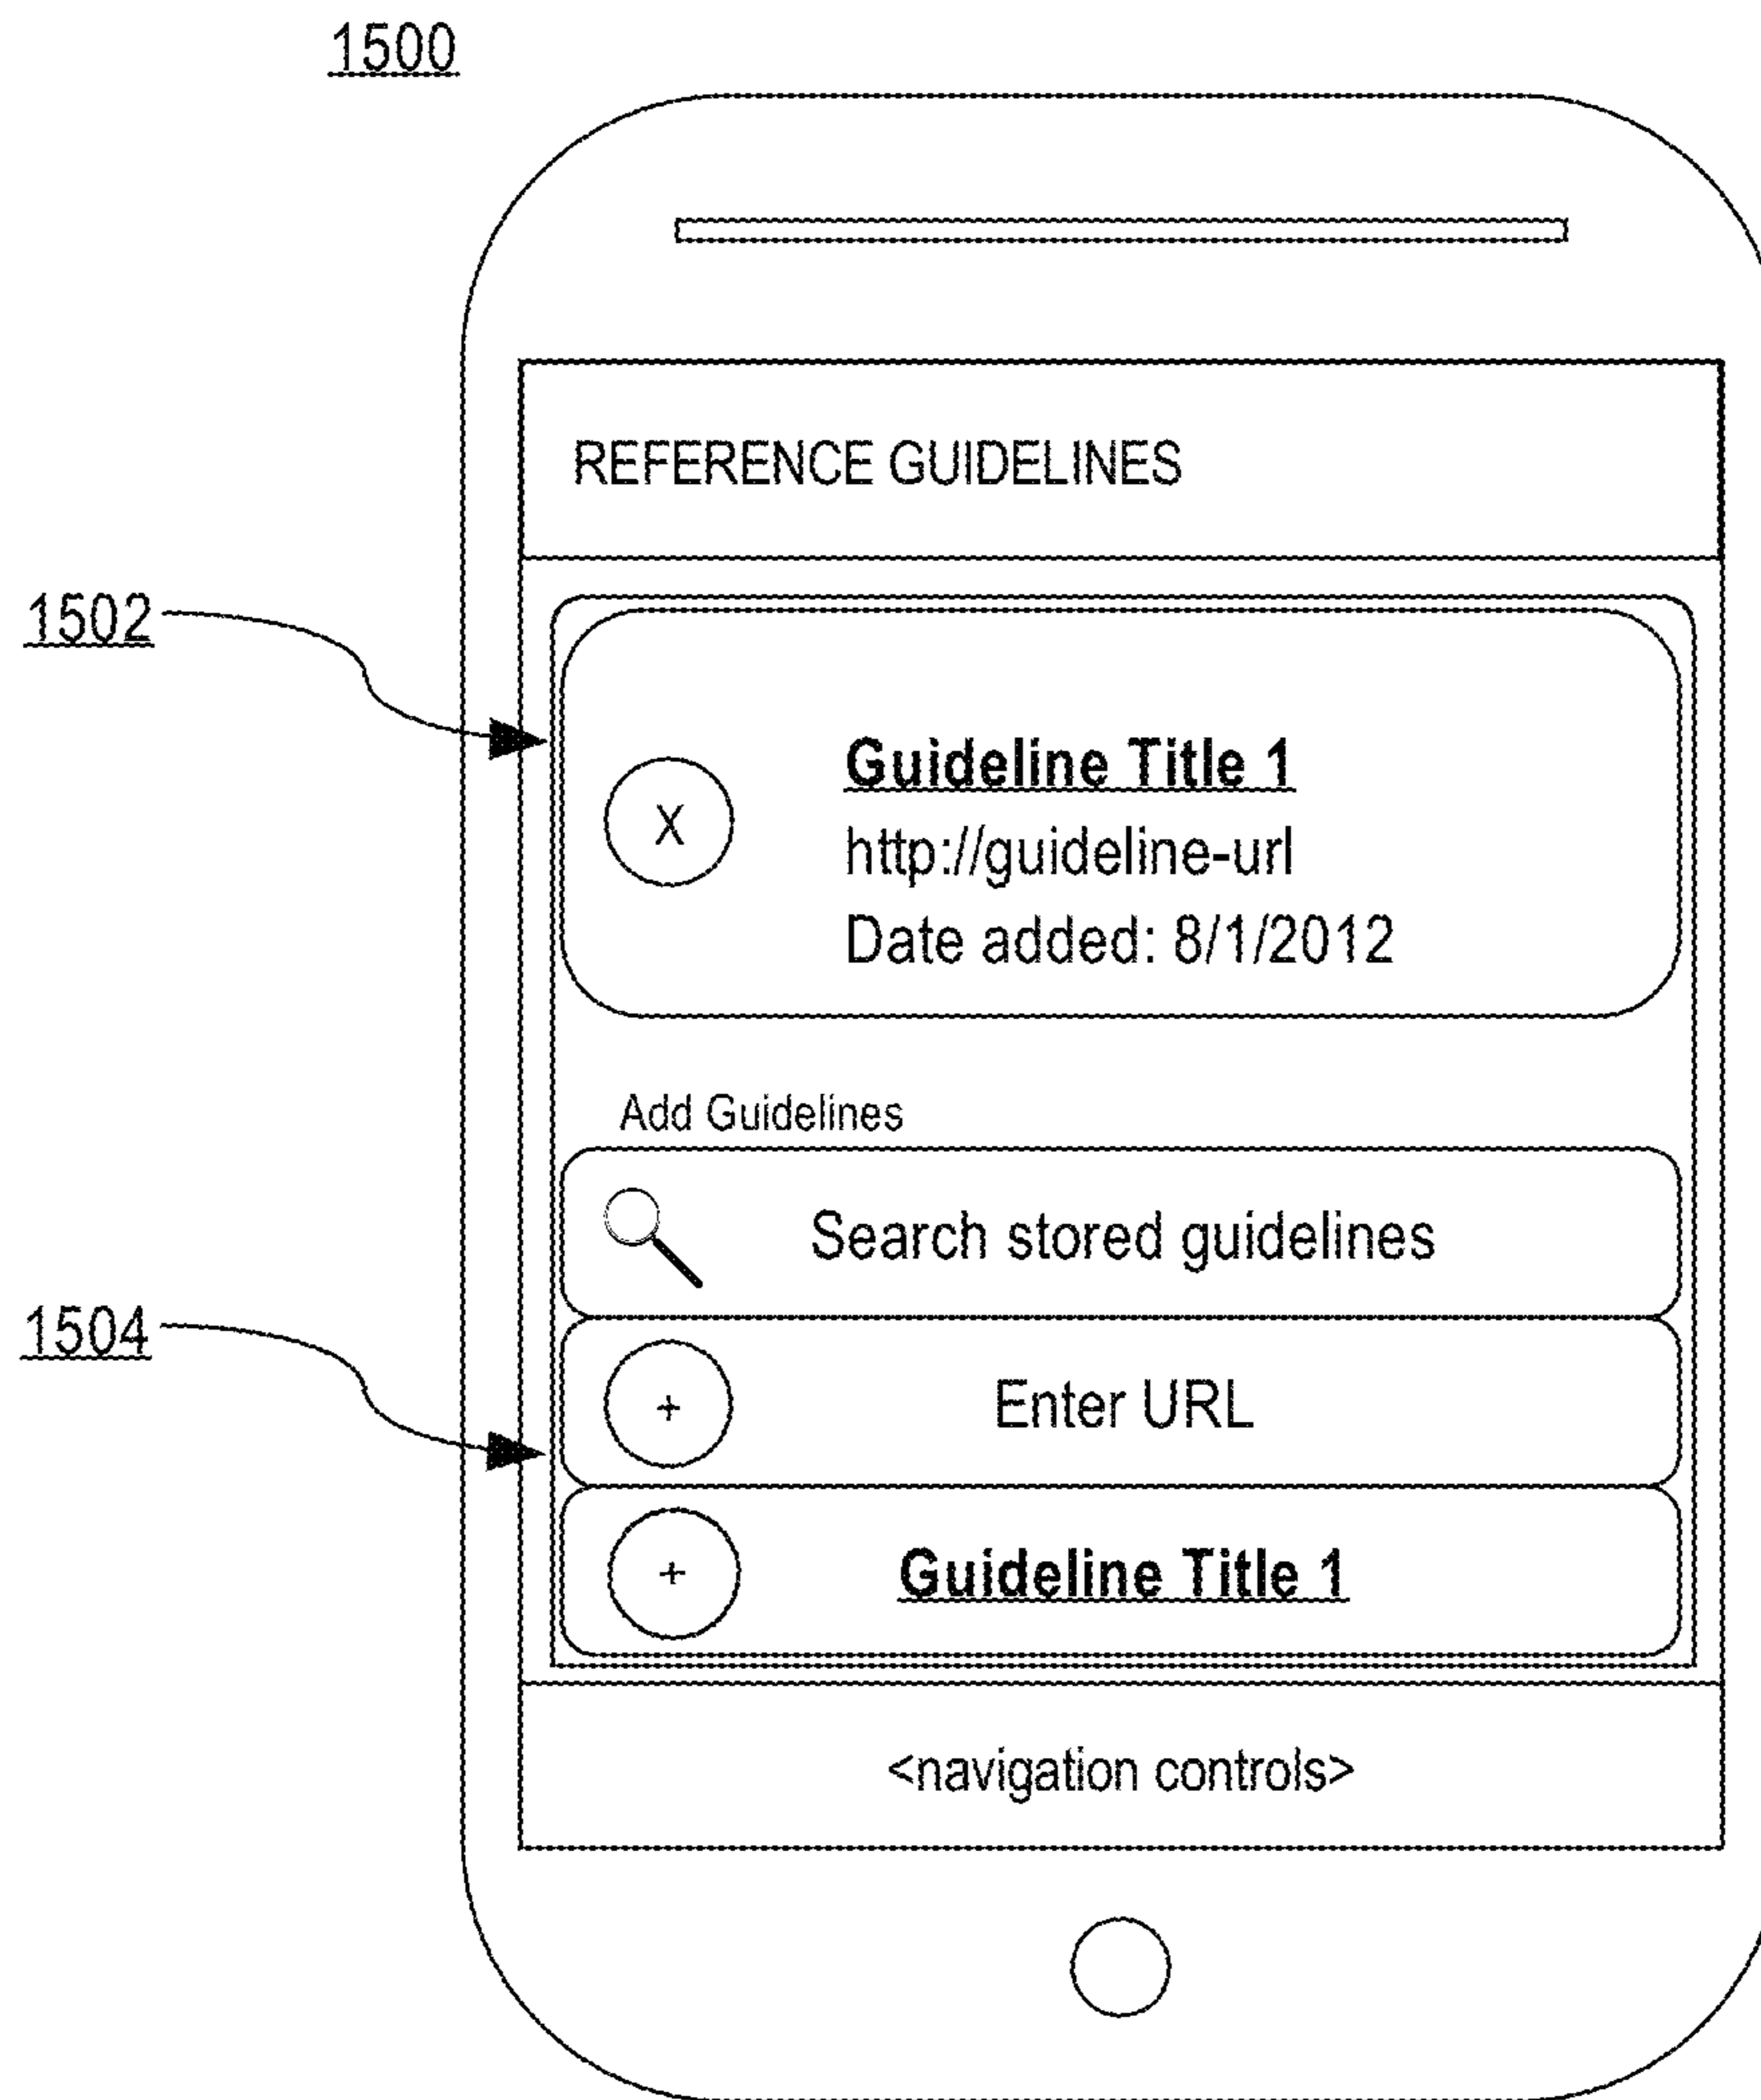 1500
REFERENCE GUIDELINES
1502
X
Guideline Title 1
http://guideline-url
Date added: 8/1/2012
Add Guidelines
Search stored guidelines
1504
+
Enter URL
+
Guideline Title 1
<navigation controls>